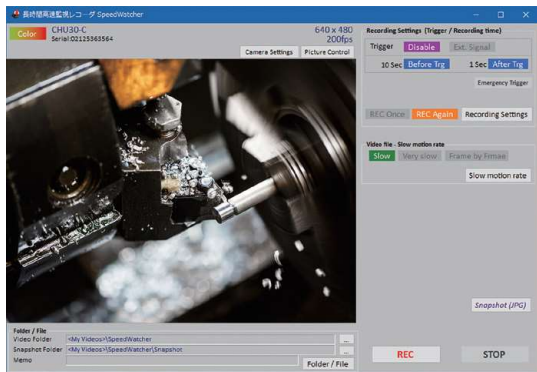 長時間高速監視レコーダ SpeedWatcher
Color
CHU30-C
Serial:02125363564
640 x 480
200fps
Camera Settings
Picture Control
Recording Settings (Trigger / Recording time)
Trigger
Disable
Ext. Signal
10 Sec
Before Trg
1 Sec
After Trg
Emergency Trigger
REC Once
REC Again
Recording Settings
Video file - Slow motion rate
Slow
Very slow
Frame by Frmae
Slow motion rate
Snapshot (JPG)
Folder / File
Video Folder
<My Videos>\SpeedWatcher
...
Snapshot Folder
<My Videos>\SpeedWatcher\Snapshot
...
Memo
Folder / File
REC
STOP